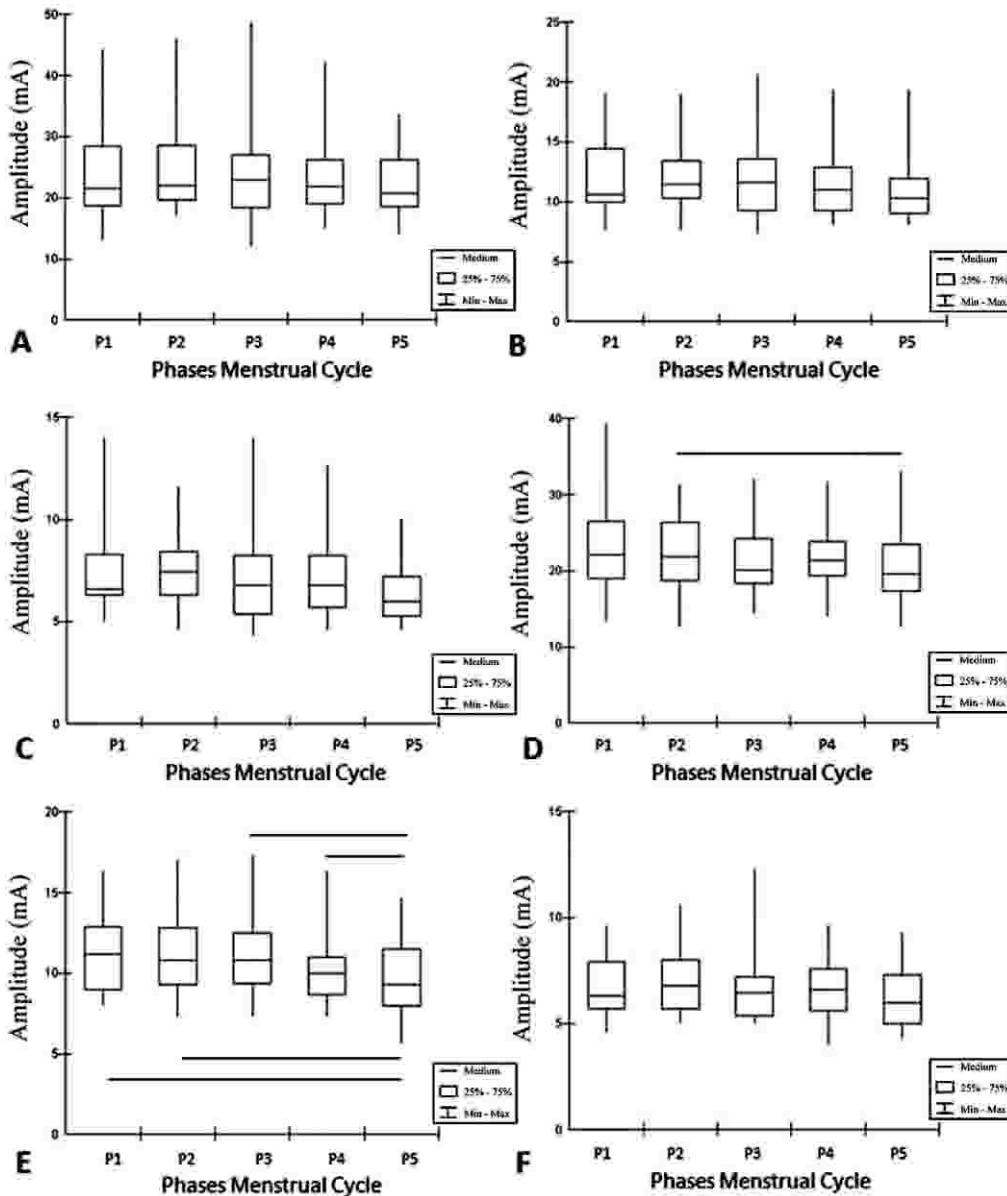 50
40
30
20
10
0
Amplitude (mA)
Medium
25% - 75%
Min - Max
A
P1 P2 P3 P4 P5
Phases Menstrual Cycle
25
20
15
10
5
0
Amplitude (mA)
Medium
25% - 75%
Min - Max
B
P1 P2 P3 P4 P5
Phases Menstrual Cycle
15
10
5
0
Amplitude (mA)
Medium
25% - 75%
Min - Max
C
P1 P2 P3 P4 P5
Phases Menstrual Cycle
40
30
20
10
0
Amplitude (mA)
Medium
25% - 75%
Min - Max
D
P1 P2 P3 P4 P5
Phases Menstrual Cycle
20
15
10
5
0
Amplitude (mA)
Medium
25% - 75%
Min - Max
E
P1 P2 P3 P4 P5
Phases Menstrual Cycle
15
10
5
0
Amplitude (mA)
Medium
25% - 75%
Min - Max
F
P1 P2 P3 P4 P5
Phases Menstrual Cycle